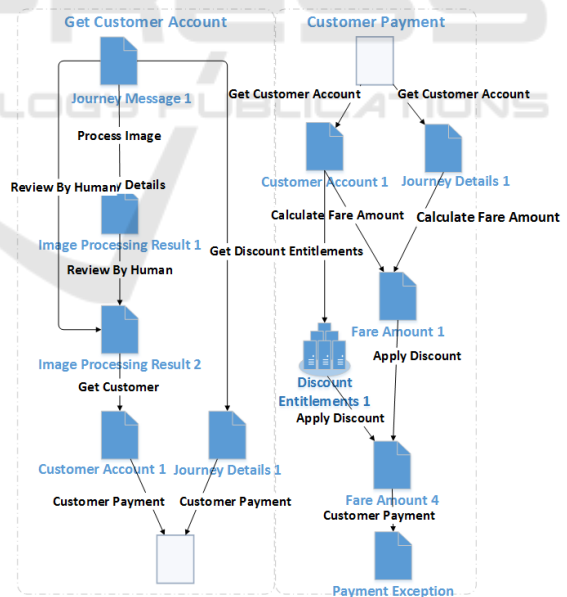 Get Customer Account
Journey Message 1
Process Image
Review By Human/ Details
Image Processing Result 1
Review By Human
Image Processing Result 2
Get Customer
Customer Account 1
Journey Details 1
Customer Payment
Customer Payment
Customer Payment
Get Customer Account
Get Customer Account
Customer Account 1
Journey Details 1
Calculate Fare Amount
Calculate Fare Amount
Get Discount Entitlements
Fare Amount 1
Apply Discount
Discount
Entitlements 1
Apply Discount
Fare Amount 4
Customer Payment
Payment Exception
PUBLICATIONS